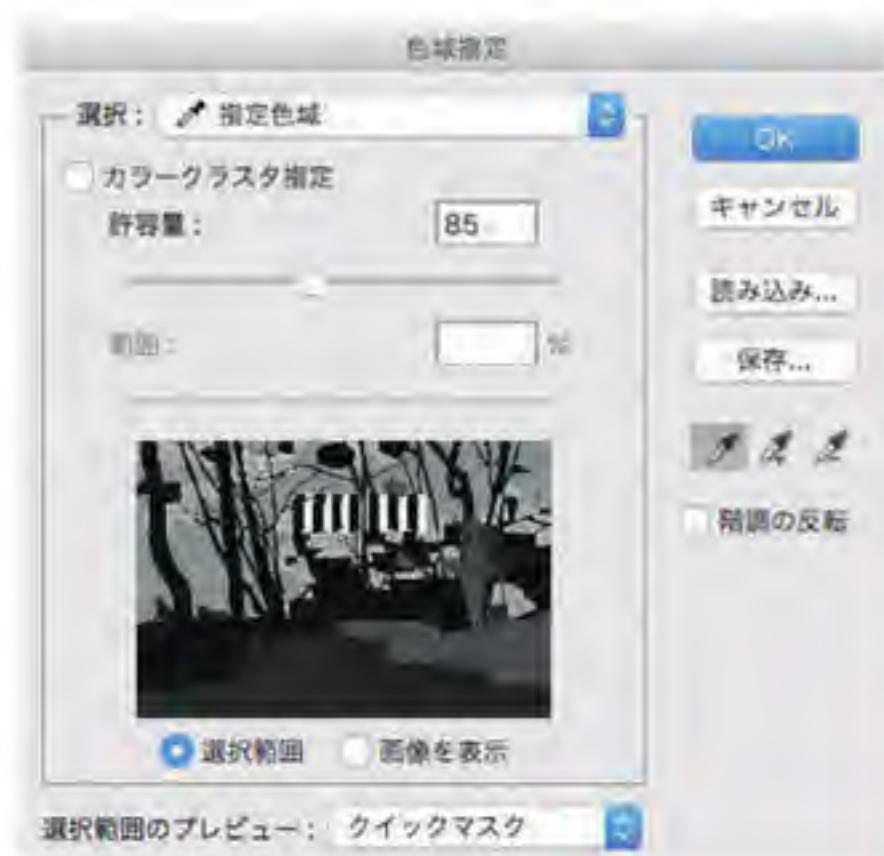 色域指定
選択： 指定色域
カラークラスタ指定
許容量： 85
範囲： %
選択範囲 画像を表示
選択範囲のプレビュー： クイックマスク
OK
キャンセル
読み込み...
保存...
階調の反転